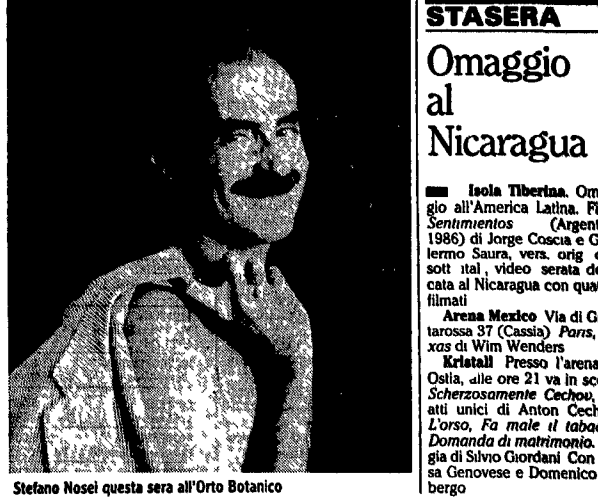 Stefano Nosei questa sera all'Orto Botanico
STASERA
Omaggio
al
Nicaragua
Isola Tiberina. Om
gio all'America Latina. Fi
Sentimientos (Argent
1986) di Jorge Coscia e G
lermo Saura, vers. orig
sott ital, video serata de
cata al Nicaragua con qua
filmati
Arena Mexico Via di G
tarossa 37 (Cassia) Paris,
xas di Wim Wenders
Kristall Presso l'arena
Ostia, alle ore 21 va in sc
Scherzosamente Cechov,
atti unici di Anton Cech
L'orso, Fa male il taba
Domanda di matrimonio.
gia di Silvio Giordani Con
sa Genovese e Domenico
bergo